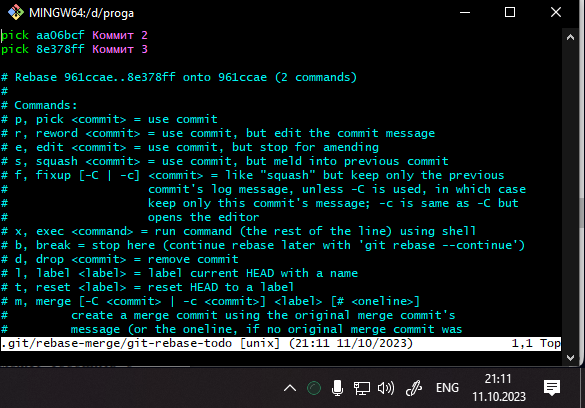 MINGW64:/d/proga
pick aa06bcf Коммит 2
pick 8e378ff Коммит 3
# Rebase 961ccae..8e378ff onto 961ccae (2 commands)
#
# Commands:
# p, pick <commit> = use commit
# r, reword <commit> = use commit, but edit the commit message
# e, edit <commit> = use commit, but stop for amending
# s, squash <commit> = use commit, but meld into previous commit
# f, fixup [-C | -c] <commit> = like "squash" but keep only the previous
#                    commit's log message, unless -C is used, in which case
#                    keep only this commit's message; -c is same as -C but
#                    opens the editor
# x, exec <command> = run command (the rest of the line) using shell
# b, break = stop here (continue rebase later with 'git rebase --continue')
# d, drop <commit> = remove commit
# l, label <label> = label current HEAD with a name
# t, reset <label> = reset HEAD to a label
# m, merge [-C <commit> | -c <commit>] <label> [# <oneline>]
#         create a merge commit using the original merge commit's
#         message (or the oneline, if no original merge commit was
.git/rebase-merge/git-rebase-todo [unix] (21:11 11/10/2023) 1,1 Top
ENG
21:11
11.10.2023